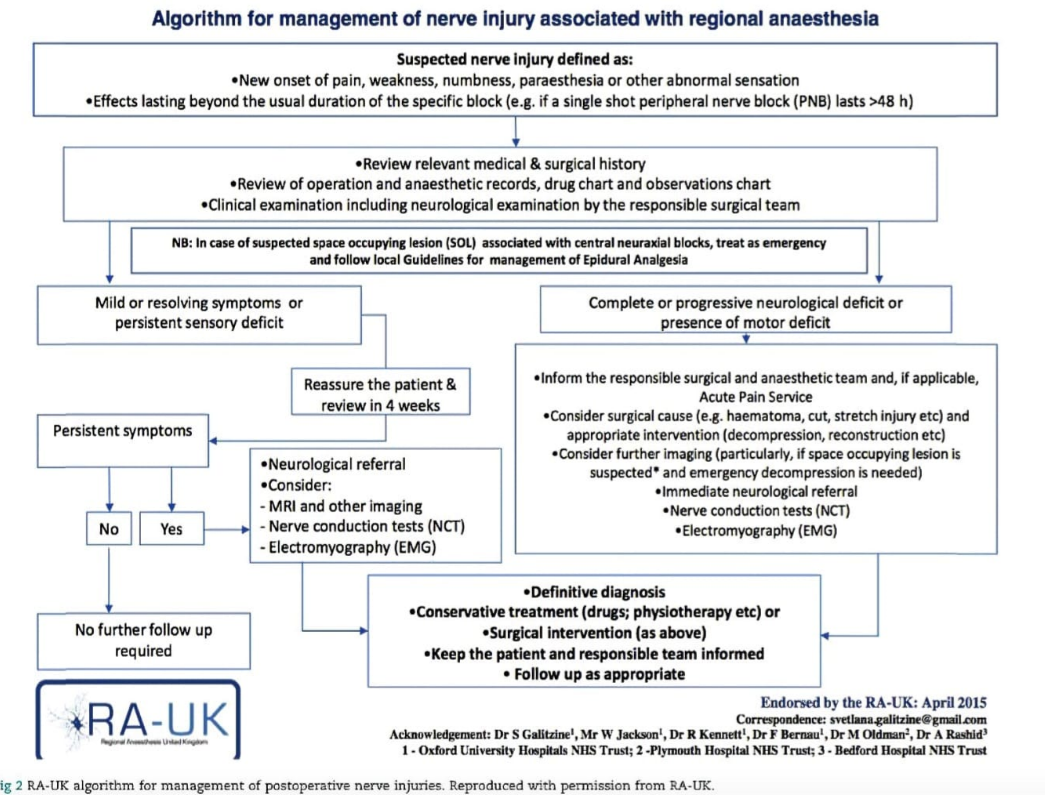 Algorithm for management of nerve injury associated with regional anaesthesia
Suspected nerve injury defined as:
•New onset of pain, weakness, numbness, paraesthesia or other abnormal sensation
•Effects lasting beyond the usual duration of the specific block (e.g. if a single shot peripheral nerve block (PNB) lasts >48 h)
•Review relevant medical & surgical history
•Review of operation and anaesthetic records, drug chart and observations chart
•Clinical examination including neurological examination by the responsible surgical team
NB: In case of suspected space occupying lesion (SOL) associated with central neuraxial blocks, treat as emergency
and follow local Guidelines for management of Epidural Analgesia
Mild or resolving symptoms or
persistent sensory deficit
Complete or progressive neurological deficit or
presence of motor deficit
Reassure the patient &
review in 4 weeks
Persistent symptoms
No
Yes
•Neurological referral
•Consider:
- MRI and other imaging
- Nerve conduction tests (NCT)
- Electromyography (EMG)
•Inform the responsible surgical and anaesthetic team and, if applicable,
Acute Pain Service
•Consider surgical cause (e.g. haematoma, cut, stretch injury etc) and
appropriate intervention (decompression, reconstruction etc)
•Consider further imaging (particularly, if space occupying lesion is
suspected* and emergency decompression is needed)
•Immediate neurological referral
•Nerve conduction tests (NCT)
•Electromyography (EMG)
No further follow up
required
•Definitive diagnosis
•Conservative treatment (drugs; physiotherapy etc) or
•Surgical intervention (as above)
•Keep the patient and responsible team informed
• Follow up as appropriate
RA-UK
Regional Anaesthesia United Kingdom
Endorsed by the RA-UK: April 2015
Correspondence: svetlana.galitzine@gmail.com
Acknowledgement: Dr S Galitzine¹, Mr W Jackson¹, Dr R Kennett¹, Dr F Bernau¹, Dr M Oldman², Dr A Rashid³
1 - Oxford University Hospitals NHS Trust; 2 -Plymouth Hospital NHS Trust; 3 - Bedford Hospital NHS Trust
ig 2 RA-UK algorithm for management of postoperative nerve injuries. Reproduced with permission from RA-UK.